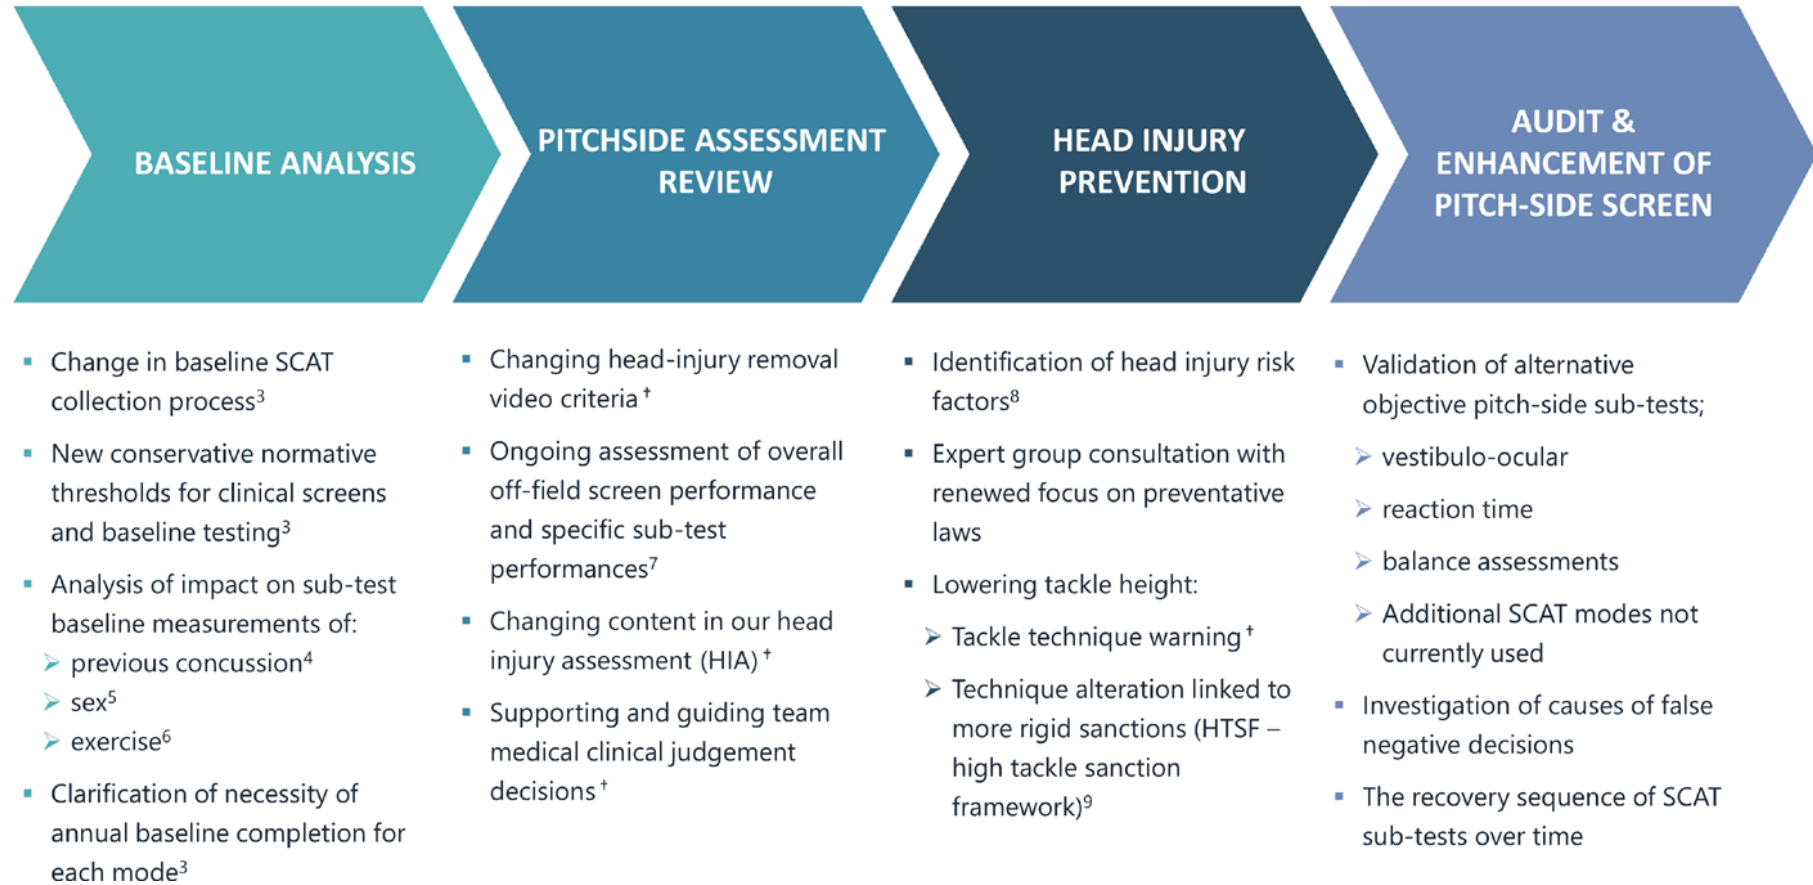 BASELINE ANALYSIS
PITCHSIDE ASSESSMENT
REVIEW
HEAD INJURY
PREVENTION
AUDIT &
ENHANCEMENT OF
PITCH-SIDE SCREEN
▪ Change in baseline SCAT
collection process³
▪ New conservative normative
thresholds for clinical screens
and baseline testing³
▪ Analysis of impact on sub-test
baseline measurements of:
➢ previous concussion⁴
➢ sex⁵
➢ exercise⁶
▪ Clarification of necessity of
annual baseline completion for
each mode³
▪ Changing head-injury removal
video criteria†
▪ Ongoing assessment of overall
off-field screen performance
and specific sub-test
performances⁷
▪ Changing content in our head
injury assessment (HIA)†
▪ Supporting and guiding team
medical clinical judgement
decisions†
▪ Identification of head injury risk
factors⁸
▪ Expert group consultation with
renewed focus on preventative
laws
▪ Lowering tackle height:
➢ Tackle technique warning†
➢ Technique alteration linked to
more rigid sanctions (HTSF –
high tackle sanction
framework)⁹
▪ Validation of alternative
objective pitch-side sub-tests;
➢ vestibulo-ocular
➢ reaction time
➢ balance assessments
➢ Additional SCAT modes not
currently used
▪ Investigation of causes of false
negative decisions
▪ The recovery sequence of SCAT
sub-tests over time